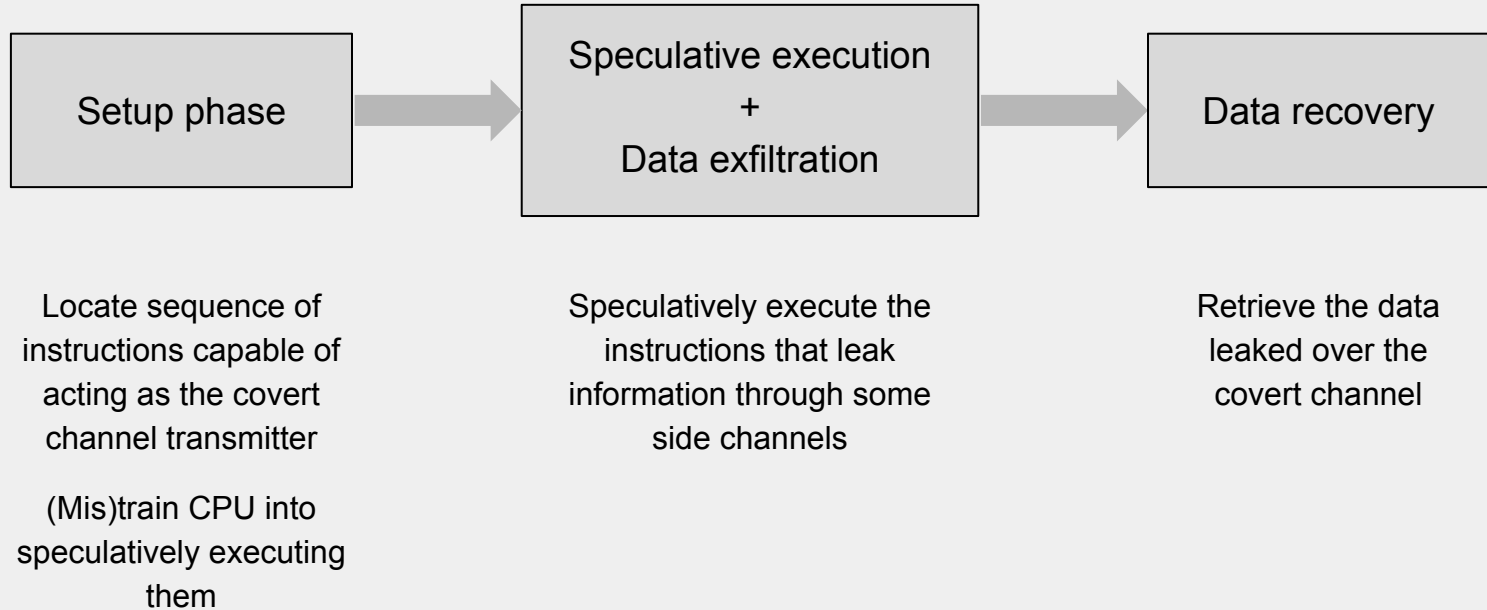 Setup phase
Speculative execution
+
Data exfiltration
Data recovery
Locate sequence of
instructions capable of
acting as the covert
channel transmitter
(Mis)train CPU into
speculatively executing
them
Speculatively execute the
instructions that leak
information through some
side channels
Retrieve the data
leaked over the
covert channel